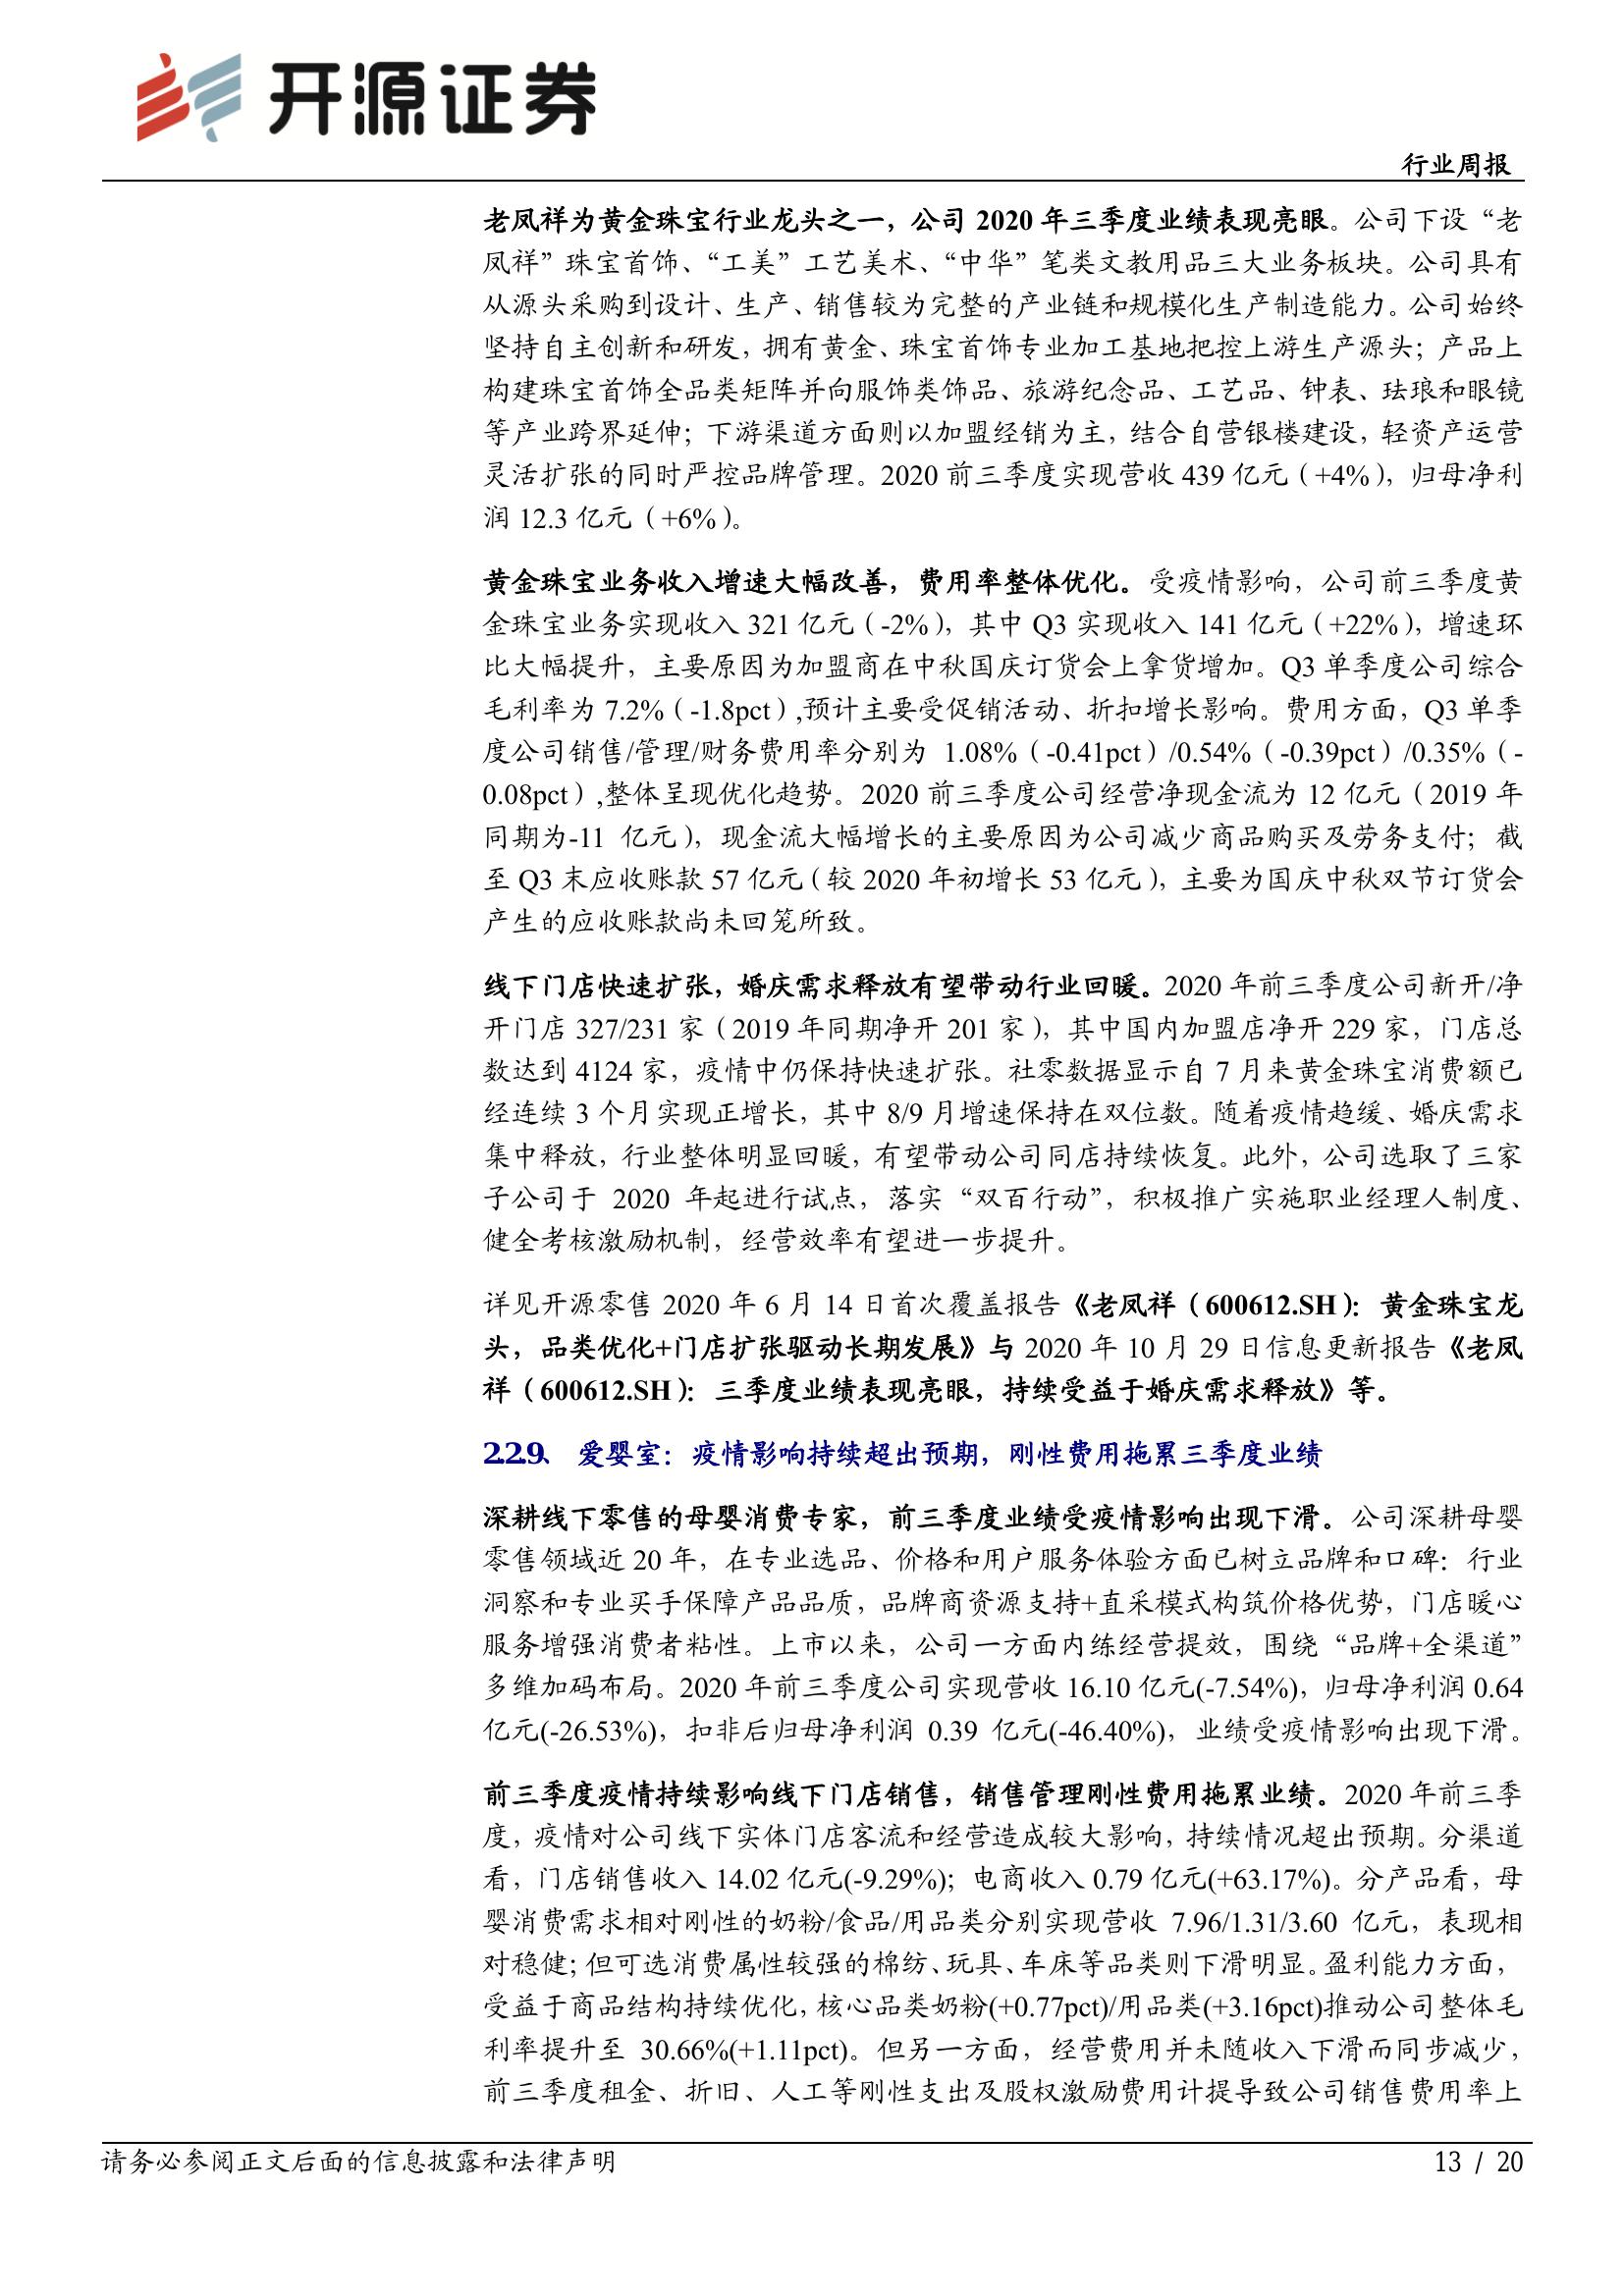 开源证券
行业周报
老凤祥为黄金珠宝行业龙头之一，公司 2020 年三季度业绩表现亮眼。公司下设“老
凤祥”珠宝首饰、“工美”工艺美术、“中华”笔类文教用品三大业务板块。公司具有
从源头采购到设计、生产、销售较为完整的产业链和规模化生产制造能力。公司始终
坚持自主创新和研发，拥有黄金、珠宝首饰专业加工基地把控上游生产源头；产品上
构建珠宝首饰全品类矩阵并向服饰类饰品、旅游纪念品、工艺品、钟表、珐琅和眼镜
等产业跨界延伸；下游渠道方面则以加盟经销为主，结合自营银楼建设，轻资产运营
灵活扩张的同时严控品牌管理。2020 前三季度实现营收 439 亿元（+4%），归母净利
润 12.3 亿元（+6%）。
黄金珠宝业务收入增速大幅改善，费用率整体优化。受疫情影响，公司前三季度黄
金珠宝业务实现收入 321 亿元（-2%），其中 Q3 实现收入 141 亿元（+22%），增速环
比大幅提升，主要原因为加盟商在中秋国庆订货会上拿货增加。Q3 单季度公司综合
毛利率为 7.2%（-1.8pct）,预计主要受促销活动、折扣增长影响。费用方面，Q3 单季
度公司销售/管理/财务费用率分别为 1.08%（-0.41pct）/0.54%（-0.39pct）/0.35%（-
0.08pct）,整体呈现优化趋势。2020 前三季度公司经营净现金流为 12 亿元（2019 年
同期为-11 亿元），现金流大幅增长的主要原因为公司减少商品购买及劳务支付；截
至 Q3 末应收账款 57 亿元（较 2020 年初增长 53 亿元），主要为国庆中秋双节订货会
产生的应收账款尚未回笼所致。
线下门店快速扩张，婚庆需求释放有望带动行业回暖。2020 年前三季度公司新开/净
开门店 327/231 家（2019 年同期净开 201 家），其中国内加盟店净开 229 家，门店总
数达到 4124 家，疫情中仍保持快速扩张。社零数据显示自 7 月来黄金珠宝消费额已
经连续 3 个月实现正增长，其中 8/9 月增速保持在双位数。随着疫情趋缓、婚庆需求
集中释放，行业整体明显回暖，有望带动公司同店持续恢复。此外，公司选取了三家
子公司于 2020 年起进行试点，落实“双百行动”，积极推广实施职业经理人制度、
健全考核激励机制，经营效率有望进一步提升。
详见开源零售 2020 年 6 月 14 日首次覆盖报告《老凤祥（600612.SH）：黄金珠宝龙
头，品类优化+门店扩张驱动长期发展》与 2020 年 10 月 29 日信息更新报告《老凤
祥（600612.SH）：三季度业绩表现亮眼，持续受益于婚庆需求释放》等。
2.2.9、 爱婴室：疫情影响持续超出预期，刚性费用拖累三季度业绩
深耕线下零售的母婴消费专家，前三季度业绩受疫情影响出现下滑。公司深耕母婴
零售领域近 20 年，在专业选品、价格和用户服务体验方面已树立品牌和口碑：行业
洞察和专业买手保障产品品质，品牌商资源支持+直采模式构筑价格优势，门店暖心
服务增强消费者粘性。上市以来，公司一方面内练经营提效，围绕“品牌+全渠道”
多维加码布局。2020 年前三季度公司实现营收 16.10 亿元(-7.54%)，归母净利润 0.64
亿元(-26.53%)，扣非后归母净利润 0.39 亿元(-46.40%)，业绩受疫情影响出现下滑。
前三季度疫情持续影响线下门店销售，销售管理刚性费用拖累业绩。2020 年前三季
度，疫情对公司线下实体门店客流和经营造成较大影响，持续情况超出预期。分渠道
看，门店销售收入 14.02 亿元(-9.29%)；电商收入 0.79 亿元(+63.17%)。分产品看，母
婴消费需求相对刚性的奶粉/食品/用品类分别实现营收 7.96/1.31/3.60 亿元，表现相
对稳健；但可选消费属性较强的棉纺、玩具、车床等品类则下滑明显。盈利能力方面，
受益于商品结构持续优化，核心品类奶粉(+0.77pct)/用品类(+3.16pct)推动公司整体毛
利率提升至 30.66%(+1.11pct)。但另一方面，经营费用并未随收入下滑而同步减少，
前三季度租金、折旧、人工等刚性支出及股权激励费用计提导致公司销售费用率上
请务必参阅正文后面的信息披露和法律声明
13 / 20